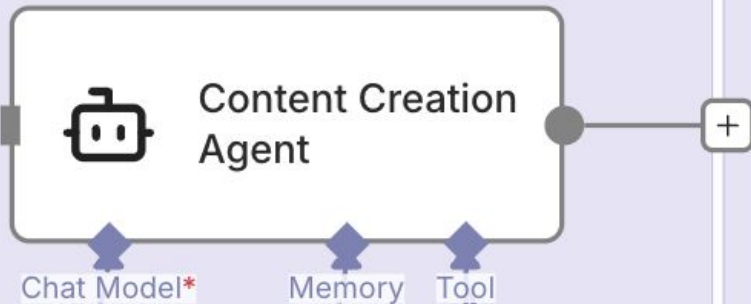 Content Creation
Agent
Chat Model*
Memory
Tool